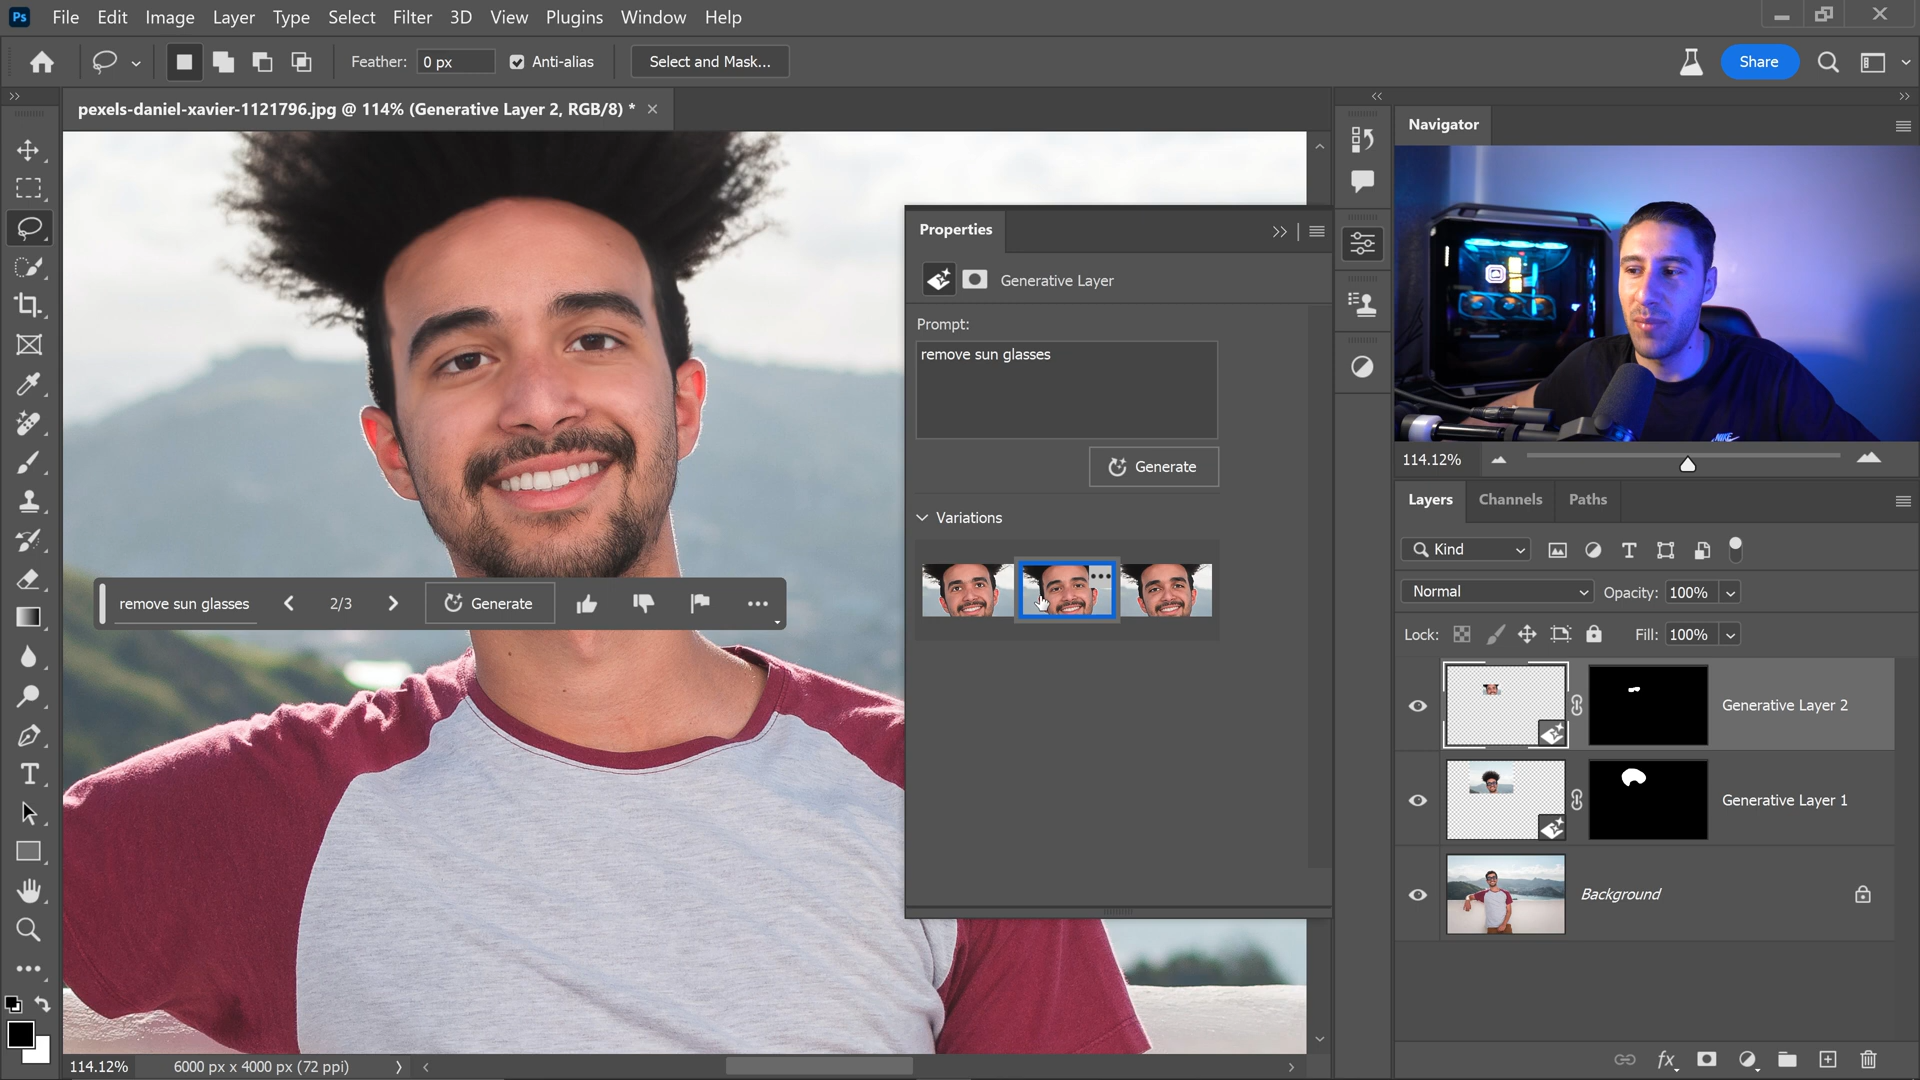 Ps File Edit Image Layer Type Select Filter 3D View Plugins Window Help
Feather: 0 px Anti-alias Select and Mask... Share
pexels-daniel-xavier-1121796.jpg @ 114% (Generative Layer 2, RGB/8) *
Navigator
Properties
Generative Layer
Prompt:
remove sun glasses
Generate
Variations
remove sun glasses 2/3 Generate
NIKE
114.12%
Layers Channels Paths
Kind
Normal Opacity: 100%
Lock: Fill: 100%
Generative Layer 2
Generative Layer 1
Background
fx
114.12% 6000 px x 4000 px (72 ppi)